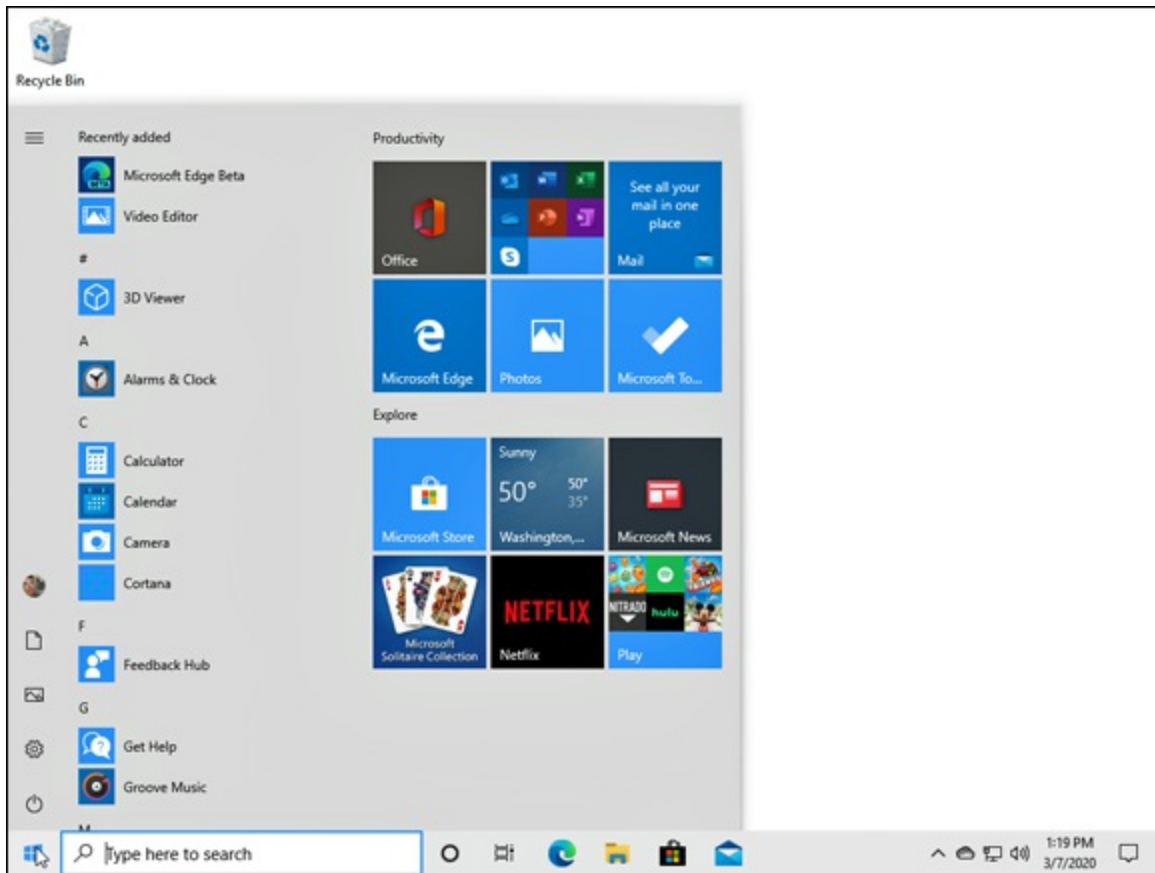 Recycle Bin
Recently added
Microsoft Edge Beta
Video Editor
#
3D Viewer
A
Alarms & Clock
C
Calculator
Calendar
Camera
Cortana
F
Feedback Hub
G
Get Help
Groove Music
M
Productivity
Office
See all your
mail in one
place
Mail
Microsoft Edge
Photos
Microsoft To...
Explore
Microsoft Store
Sunny
50°
50°
35°
Washington,...
Microsoft News
Microsoft
Solitaire Collection
NETFLIX
Netflix
NITRADO
hulu
Play
Type here to search
1:19 PM
3/7/2020